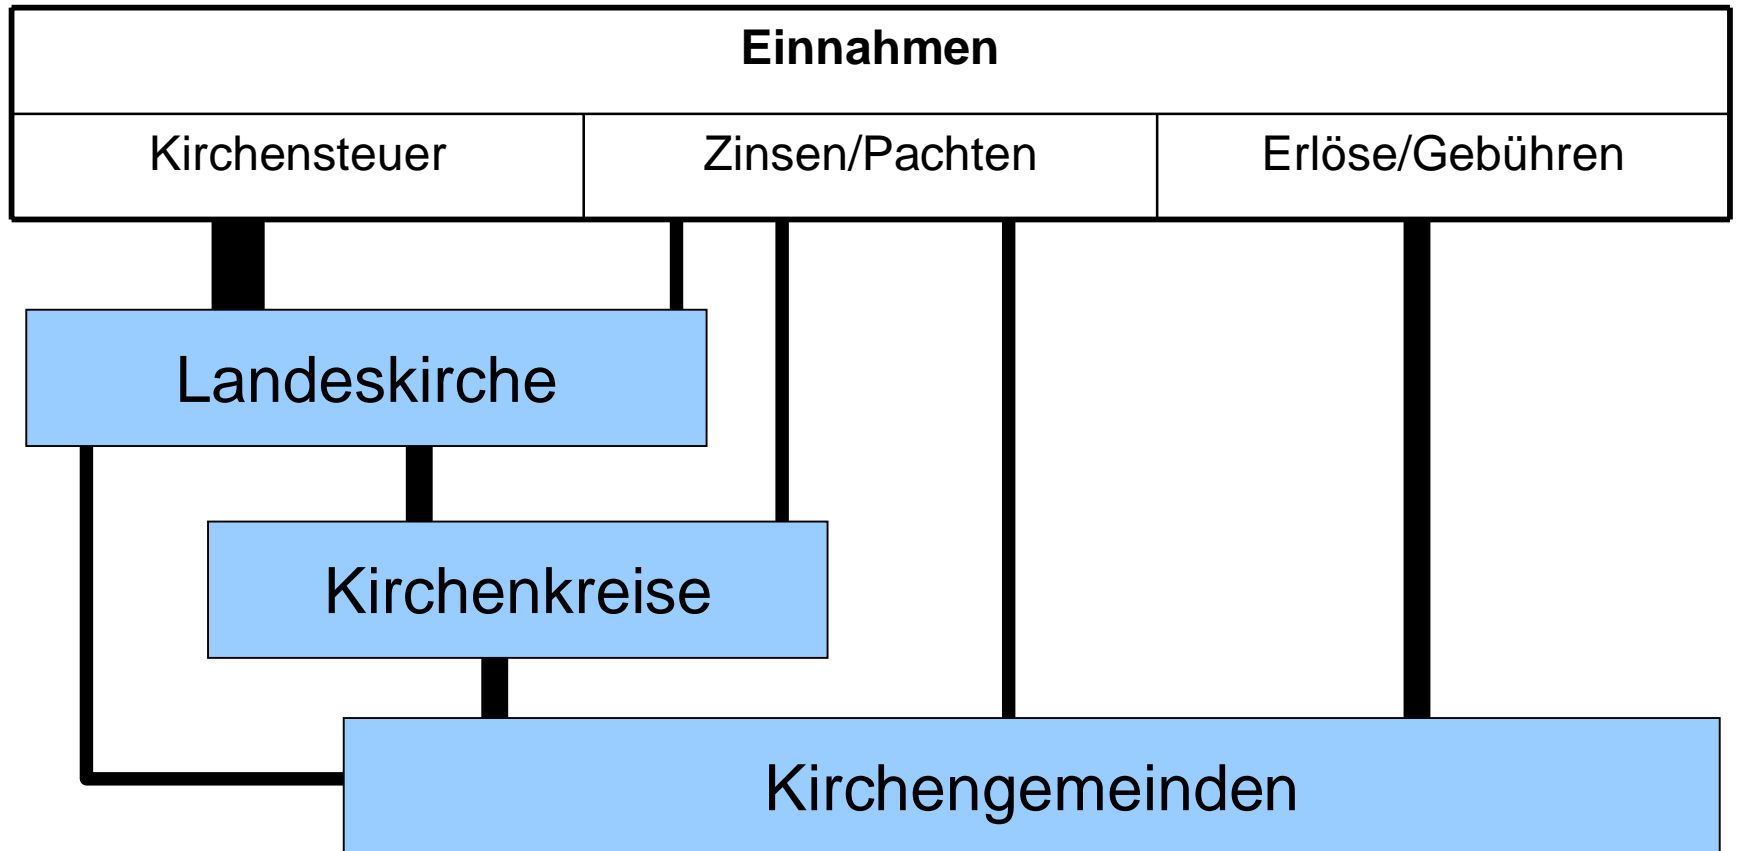 Einnahmen
Kirchensteuer
Zinsen/Pachten
Erlöse/Gebühren
Landeskirche
Kirchenkreise
Kirchengemeinden